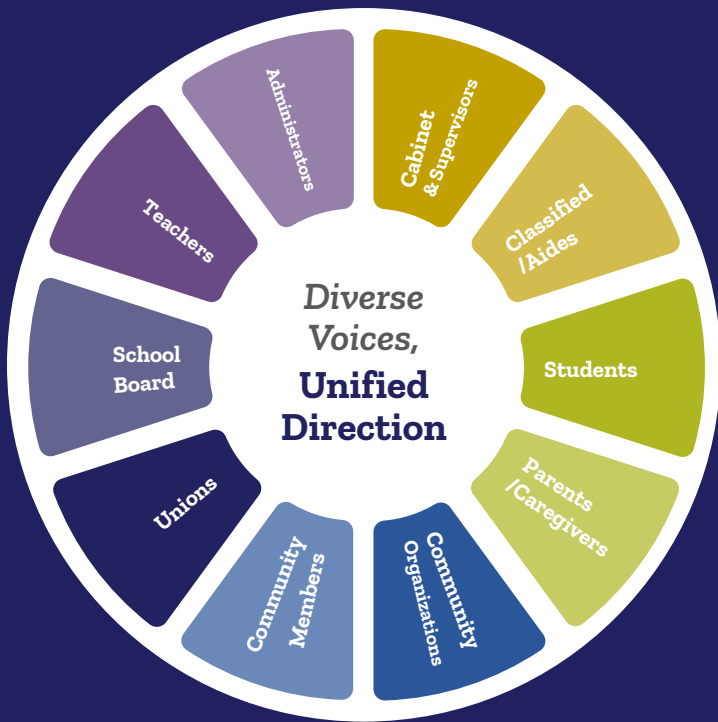 Diverse
Voices,
Unified
Direction
Cabinet
& Supervisors
Classified
/Aides
Students
Parents
/Caregivers
Community
Organizations
Community
Members
Unions
School
Board
Teachers
Administrators